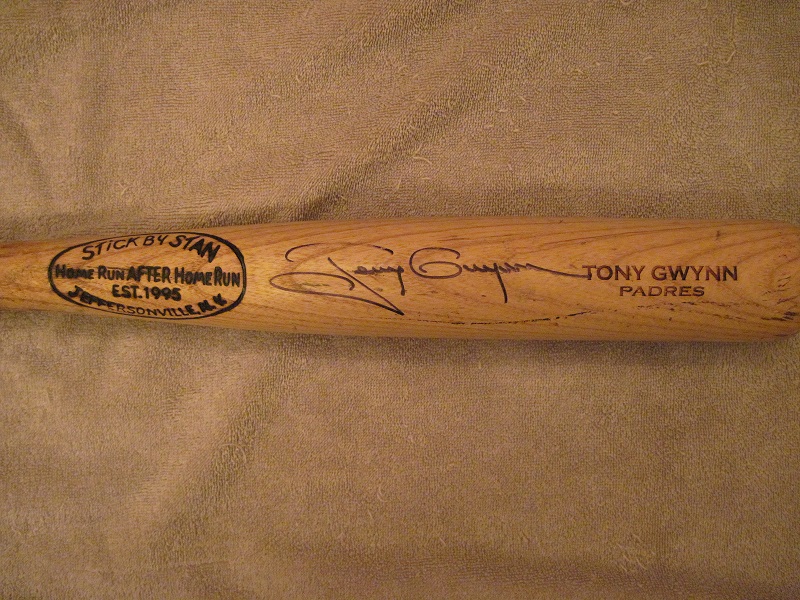 STICK BY STAN
HOME RUN AFTER HOME RUN
EST. 1995
JEFFERSONVILLE, N.Y.
Tony Gwynn
TONY GWYNN
PADRES